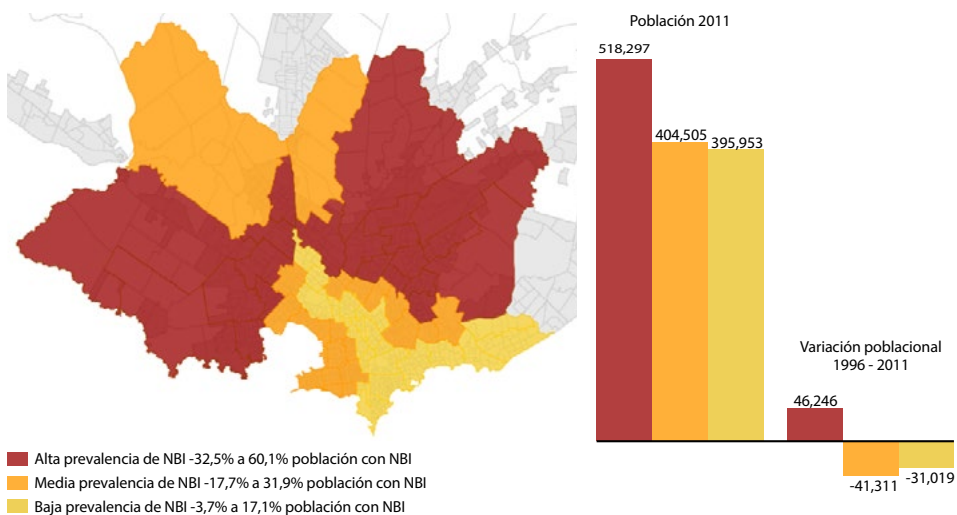 Población 2011
518,297
404,505
395,953
Variación poblacional
1996 - 2011
46,246
-41,311
-31,019
Alta prevalencia de NBI -32,5% a 60,1% población con NBI
Media prevalencia de NBI -17,7% a 31,9% población con NBI
Baja prevalencia de NBI -3,7% a 17,1% población con NBI